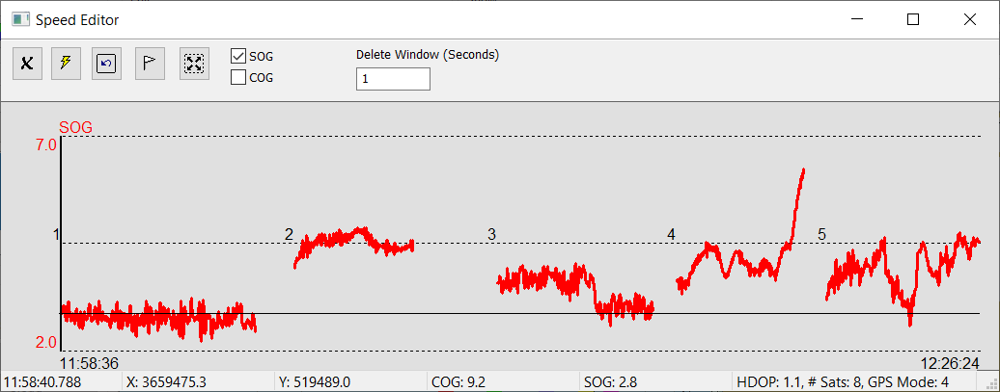 Speed Editor
SOG
COG
Delete Window (Seconds)
1
SOG
7.0
1 2 3 4 5
2.0
11:58:36 12:26:24
11:58:40.788 X: 3659475.3 Y: 519489.0 COG: 9.2 SOG: 2.8 HDOP: 1.1, # Sats: 8, GPS Mode: 4